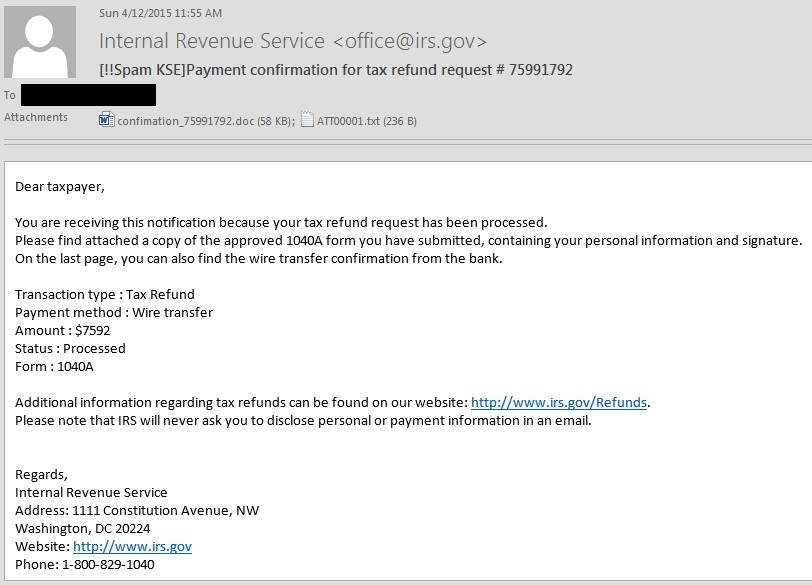 Sun 4/12/2015 11:55 AM
Internal Revenue Service <office@irs.gov>
[!!Spam KSE]Payment confirmation for tax refund request # 75991792
To
Attachments confimation_75991792.doc (58 KB); ATT00001.txt (236 B)
Dear taxpayer,
You are receiving this notification because your tax refund request has been processed.
Please find attached a copy of the approved 1040A form you have submitted, containing your personal information and signature.
On the last page, you can also find the wire transfer confirmation from the bank.
Transaction type : Tax Refund
Payment method : Wire transfer
Amount : $7592
Status : Processed
Form : 1040A
Additional information regarding tax refunds can be found on our website: http://www.irs.gov/Refunds.
Please note that IRS will never ask you to disclose personal or payment information in an email.
Regards,
Internal Revenue Service
Address: 1111 Constitution Avenue, NW
Washington, DC 20224
Website: http://www.irs.gov
Phone: 1-800-829-1040